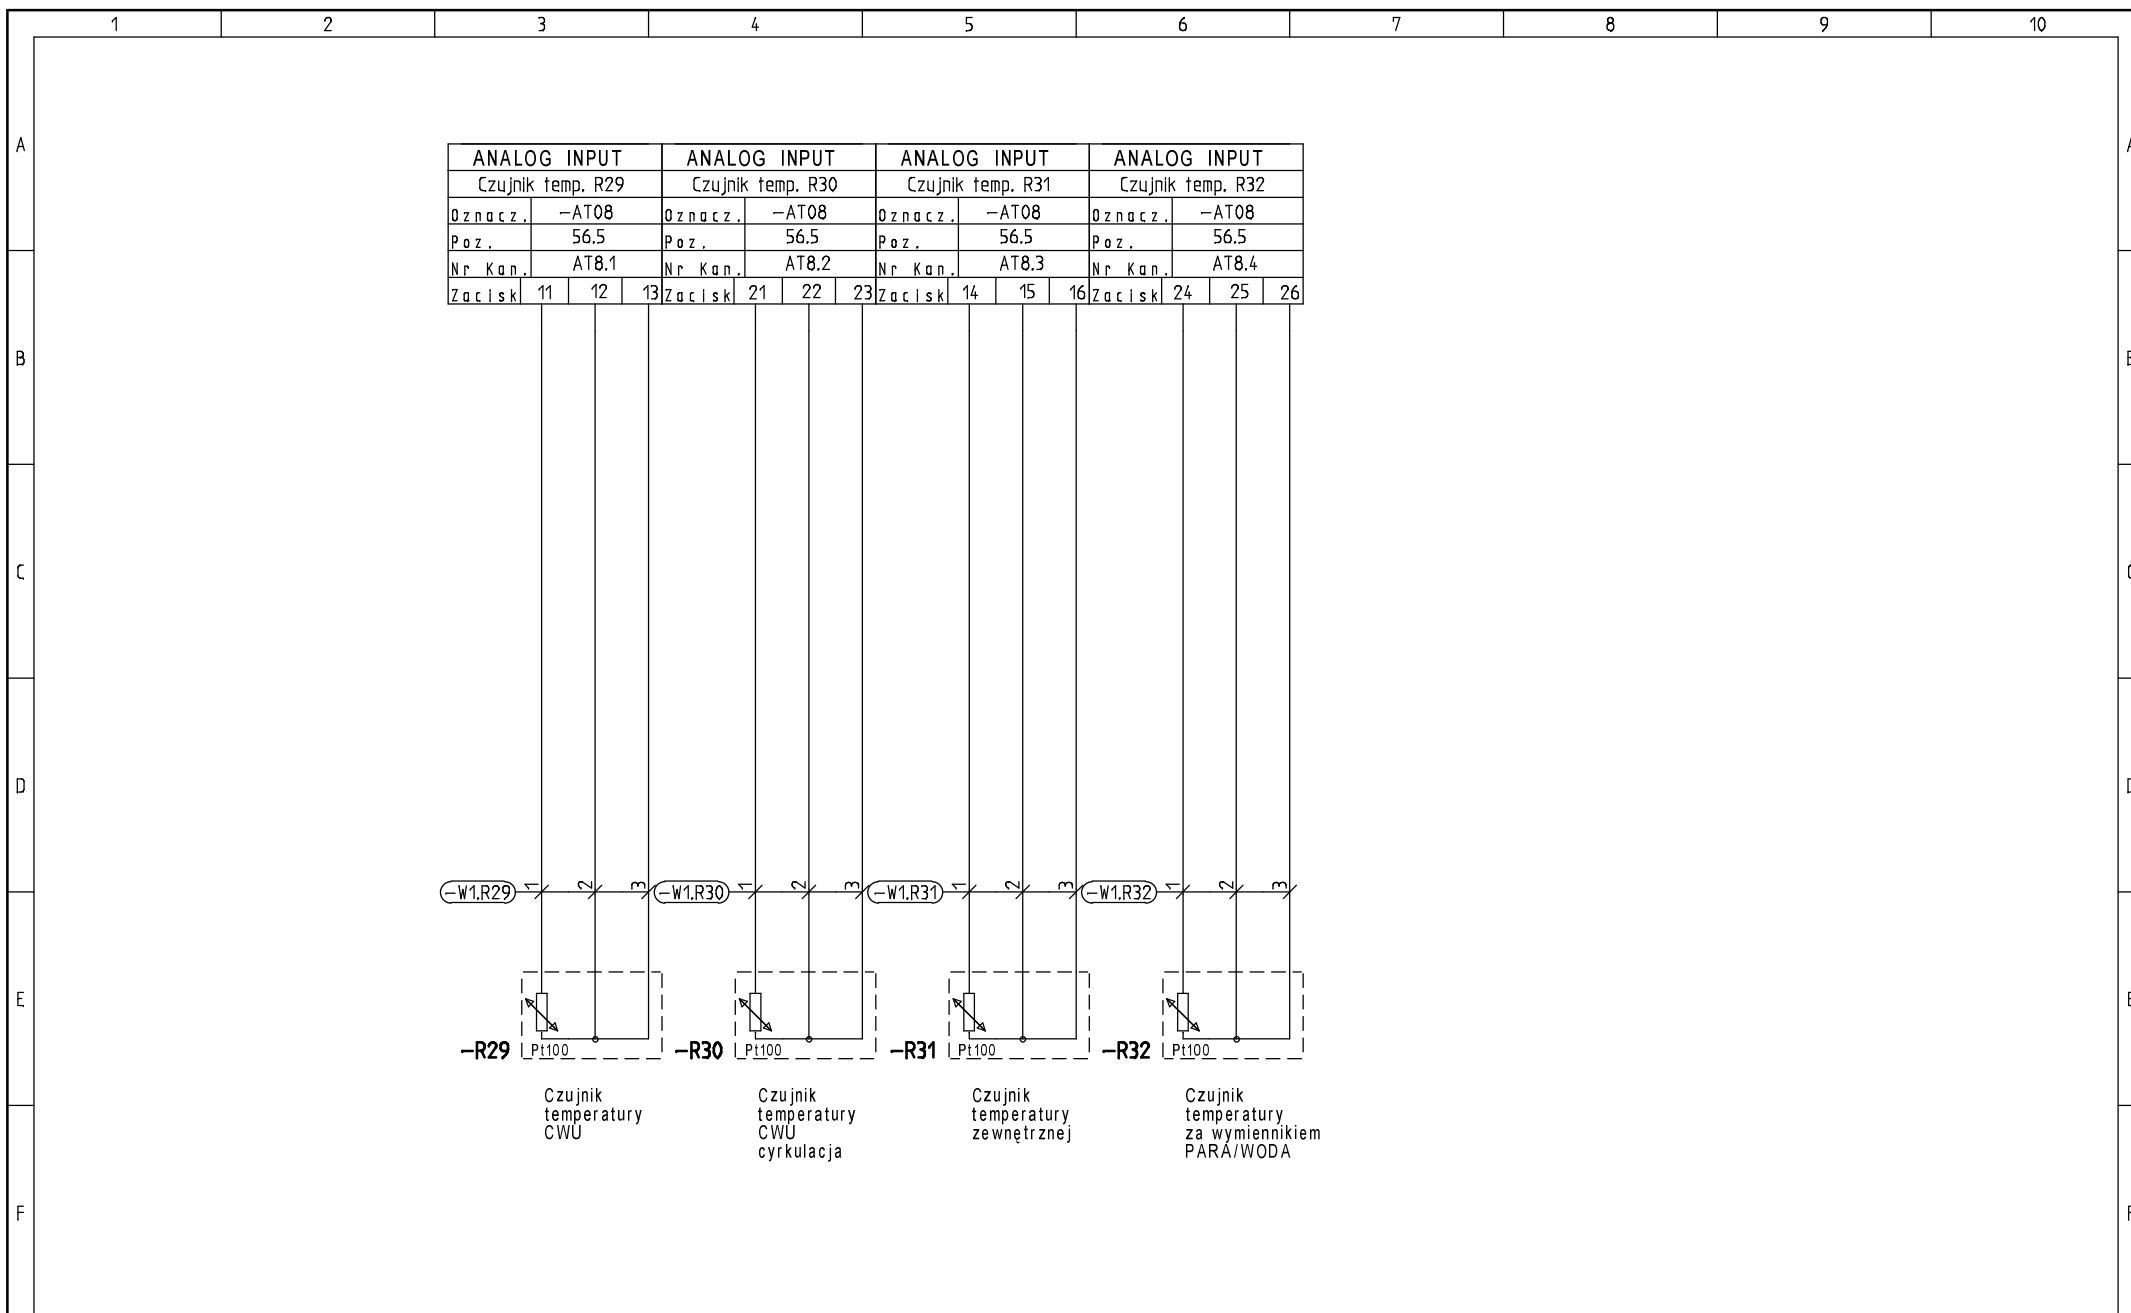 1 2 3 4 5 6 7 8 9 10
A
ANALOG INPUT ANALOG INPUT ANALOG INPUT ANALOG INPUT
Czujnik temp. R29 Czujnik temp. R30 Czujnik temp. R31 Czujnik temp. R32
Oznacz. -AT08 Oznacz. -AT08 Oznacz. -AT08 Oznacz. -AT08
Poz. 56.5 Poz. 56.5 Poz. 56.5 Poz. 56.5
Nr Kan. AT8.1 Nr Kan. AT8.2 Nr Kan. AT8.3 Nr Kan. AT8.4
Zacisk 11 12 13 Zacisk 21 22 23 Zacisk 14 15 16 Zacisk 24 25 26
B
C
D D
-W1.R29 1 2 3 -W1.R30 1 2 3 -W1.R31 1 2 3 -W1.R32 1 2 3
E
-R29 Pt100 -R30 Pt100 -R31 Pt100 -R32 Pt100
Czujnik
temperatury
CWU
Czujnik
temperatury
CWU
cyrkulacja
Czujnik
temperatury
zewnętrznej
Czujnik
temperatury
za wymiennikiem
PARA/WODA
F